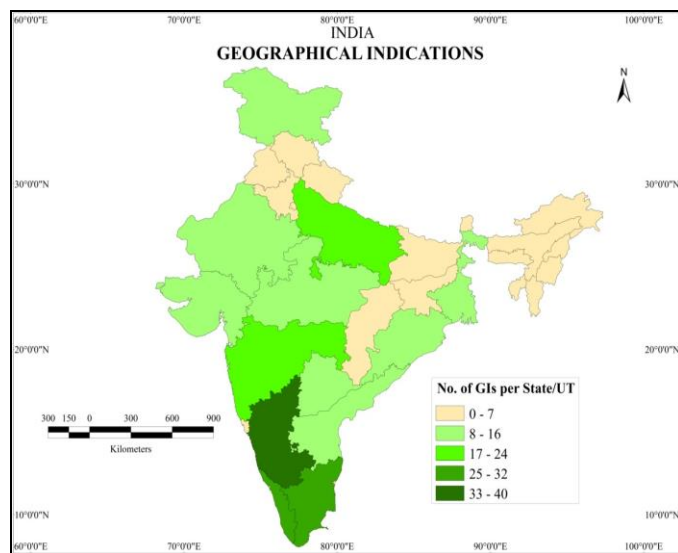 60°0'0"E 70°0'0"E 80°0'0"E 90°0'0"E 100°0'0"E
INDIA
GEOGRAPHICAL INDICATIONS
N
30°0'0"N 30°0'0"N
20°0'0"N 20°0'0"N
No. of GIs per State/UT
0 - 7
8 - 16
17 - 24
25 - 32
33 - 40
300 150 0 300 600 900
Kilometers
10°0'0"N 10°0'0"N
60°0'0"E 70°0'0"E 80°0'0"E 90°0'0"E 100°0'0"E